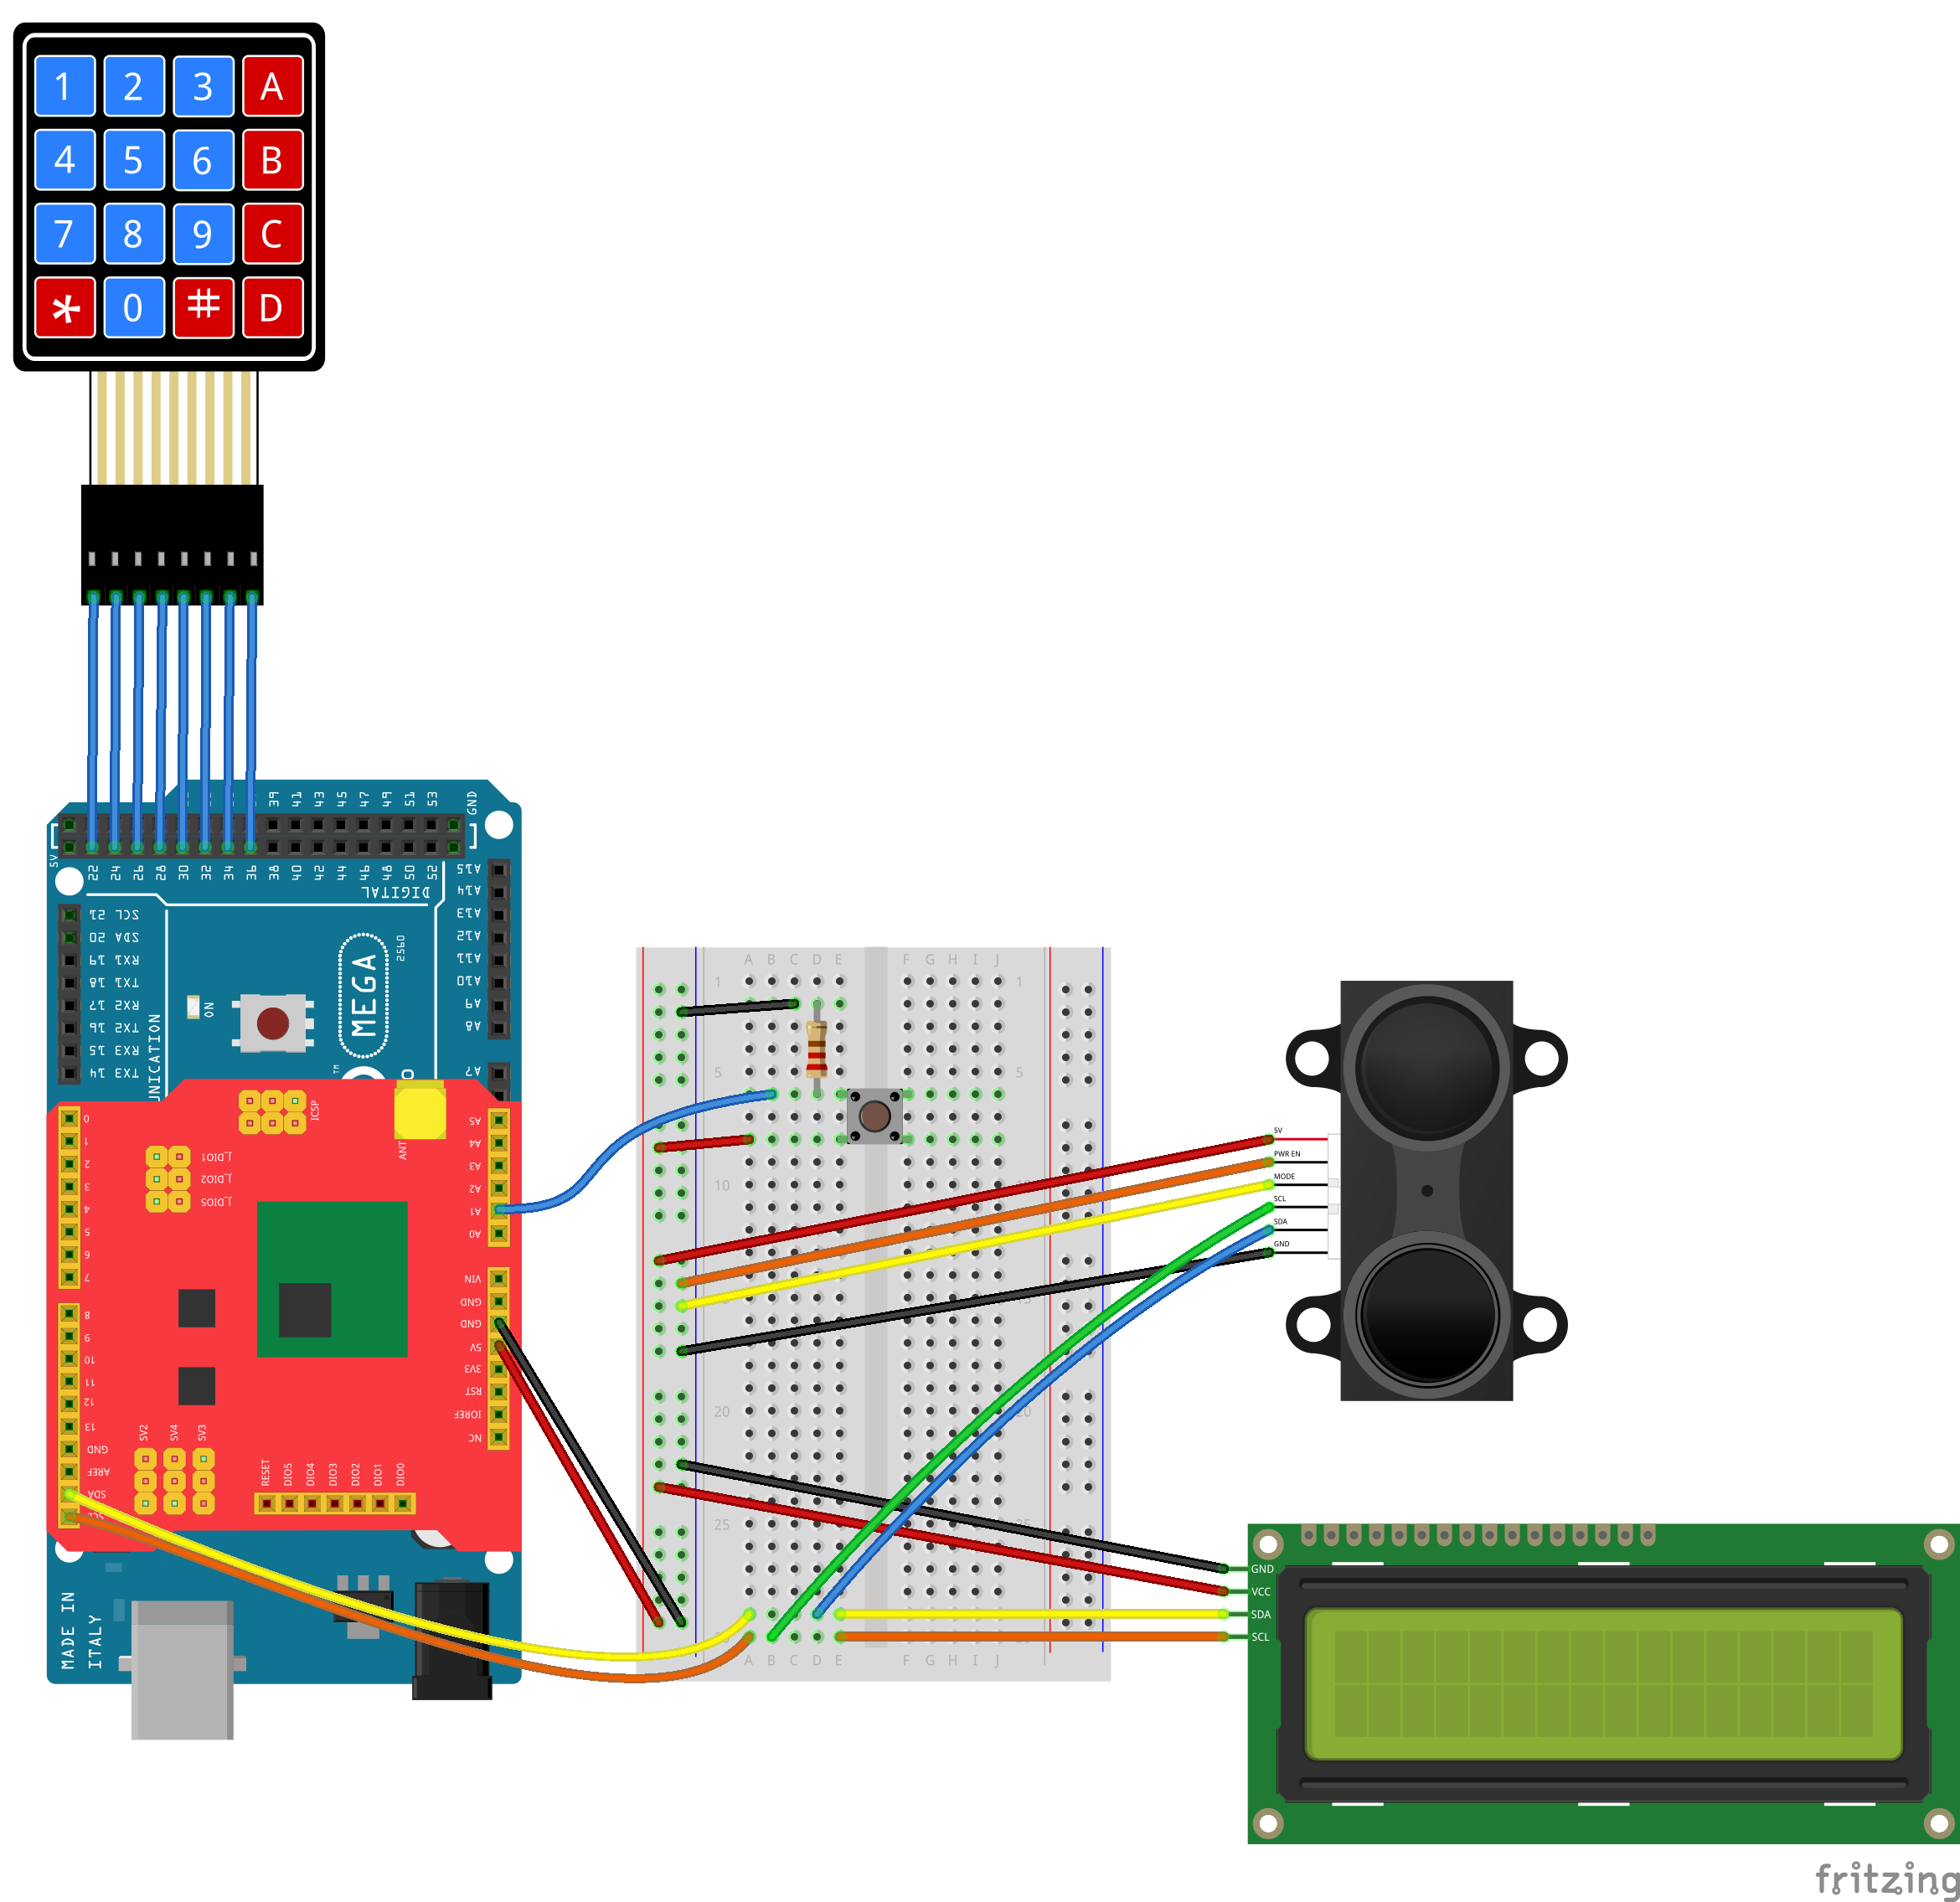 1 2 3 A
4 5 6 B
7 8 9 C
* 0 # D
39 41 43 45 47 49 51 53
GND
5V
22 24 26 28 30 32 34 36 38 40 42 44 46 48 50 52
DIGITAL
A15
A14
A13
A12
A11
A10
A9
A8
A7
SCL 21
SDA 20
RX1 19
TX1 18
RX2 17
TX2 16
RX3 15
TX3 14
UNICATION
ON
MEGA
2560
TM
O
0
1
2
3
4
5
6
7
8
9
10
11
12
13
GND
AREF
SDA
ICSP
ANT
J_DIO1
J_DIO2
J_DIO5
A5
A4
A3
A2
A1
A0
VIN
GND
GND
5V
3V3
RST
IOREF
NC
SV2 SV4 SV3
RESET DIO5 DIO4 DIO3 DIO2 DIO1 DIO0
MADE IN
ITALY
A B C D E F G H I J
1 1
5 5
10
20 20
25
A B C D E F G H I J
5V
PWR EN
MODE
SCL
SDA
GND
GND
VCC
SDA
SCL
fritzing